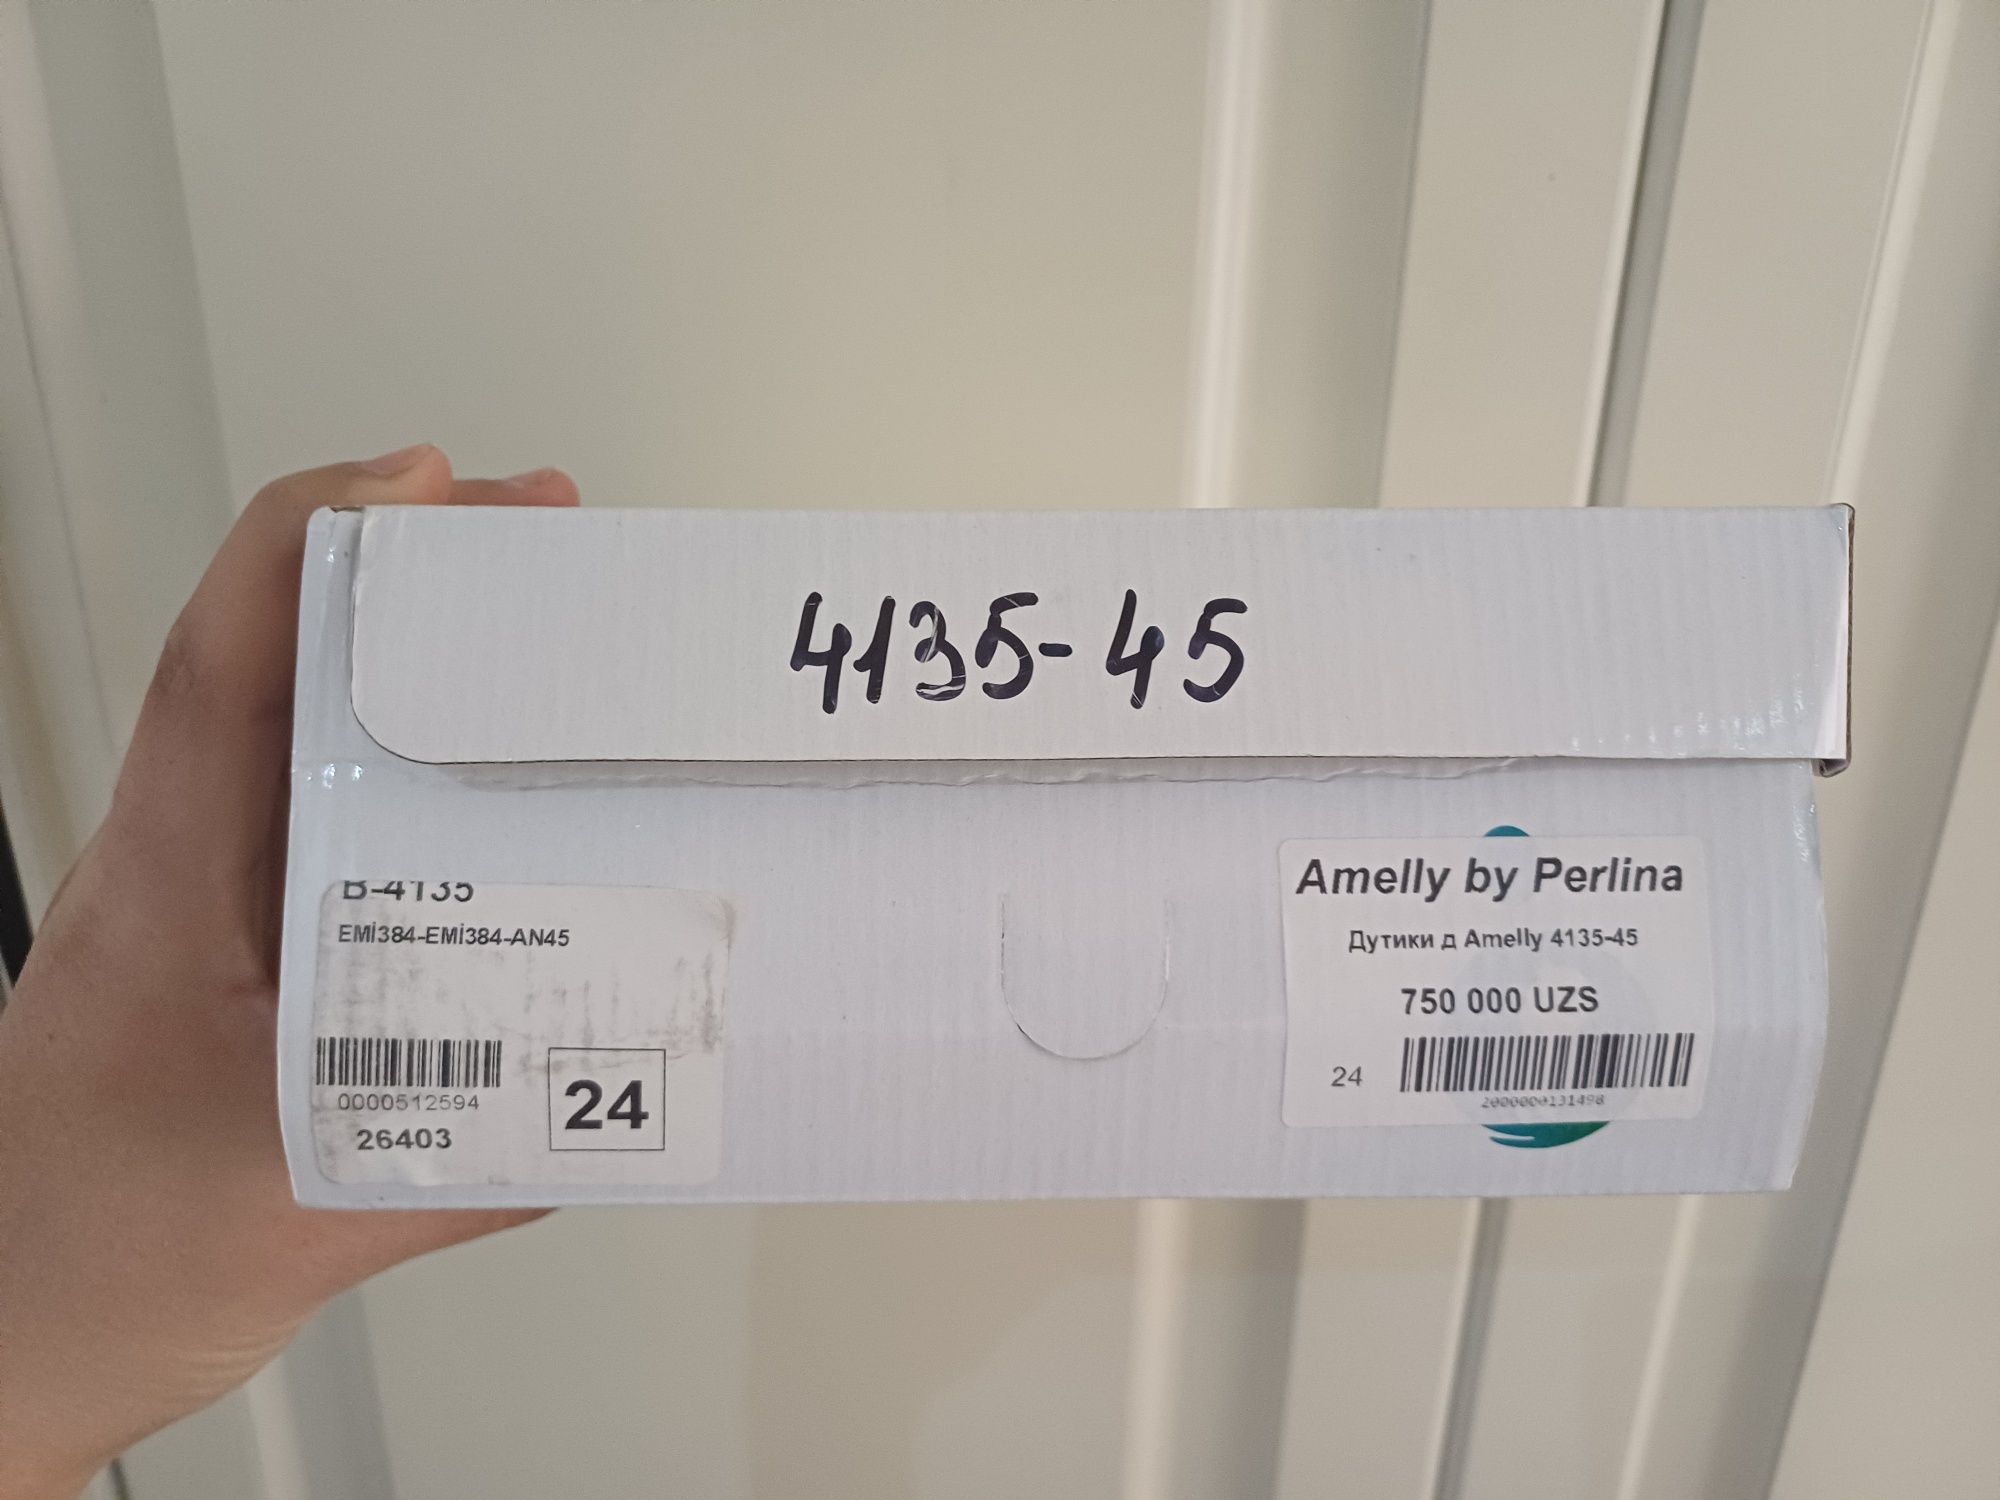 4135-45
B-4135
EMİ384-EMİ384-AN45
0000512594
26403
24
Amelly by Perlina
Дутики д Amelly 4135-45
750 000 UZS
24
2000000131498